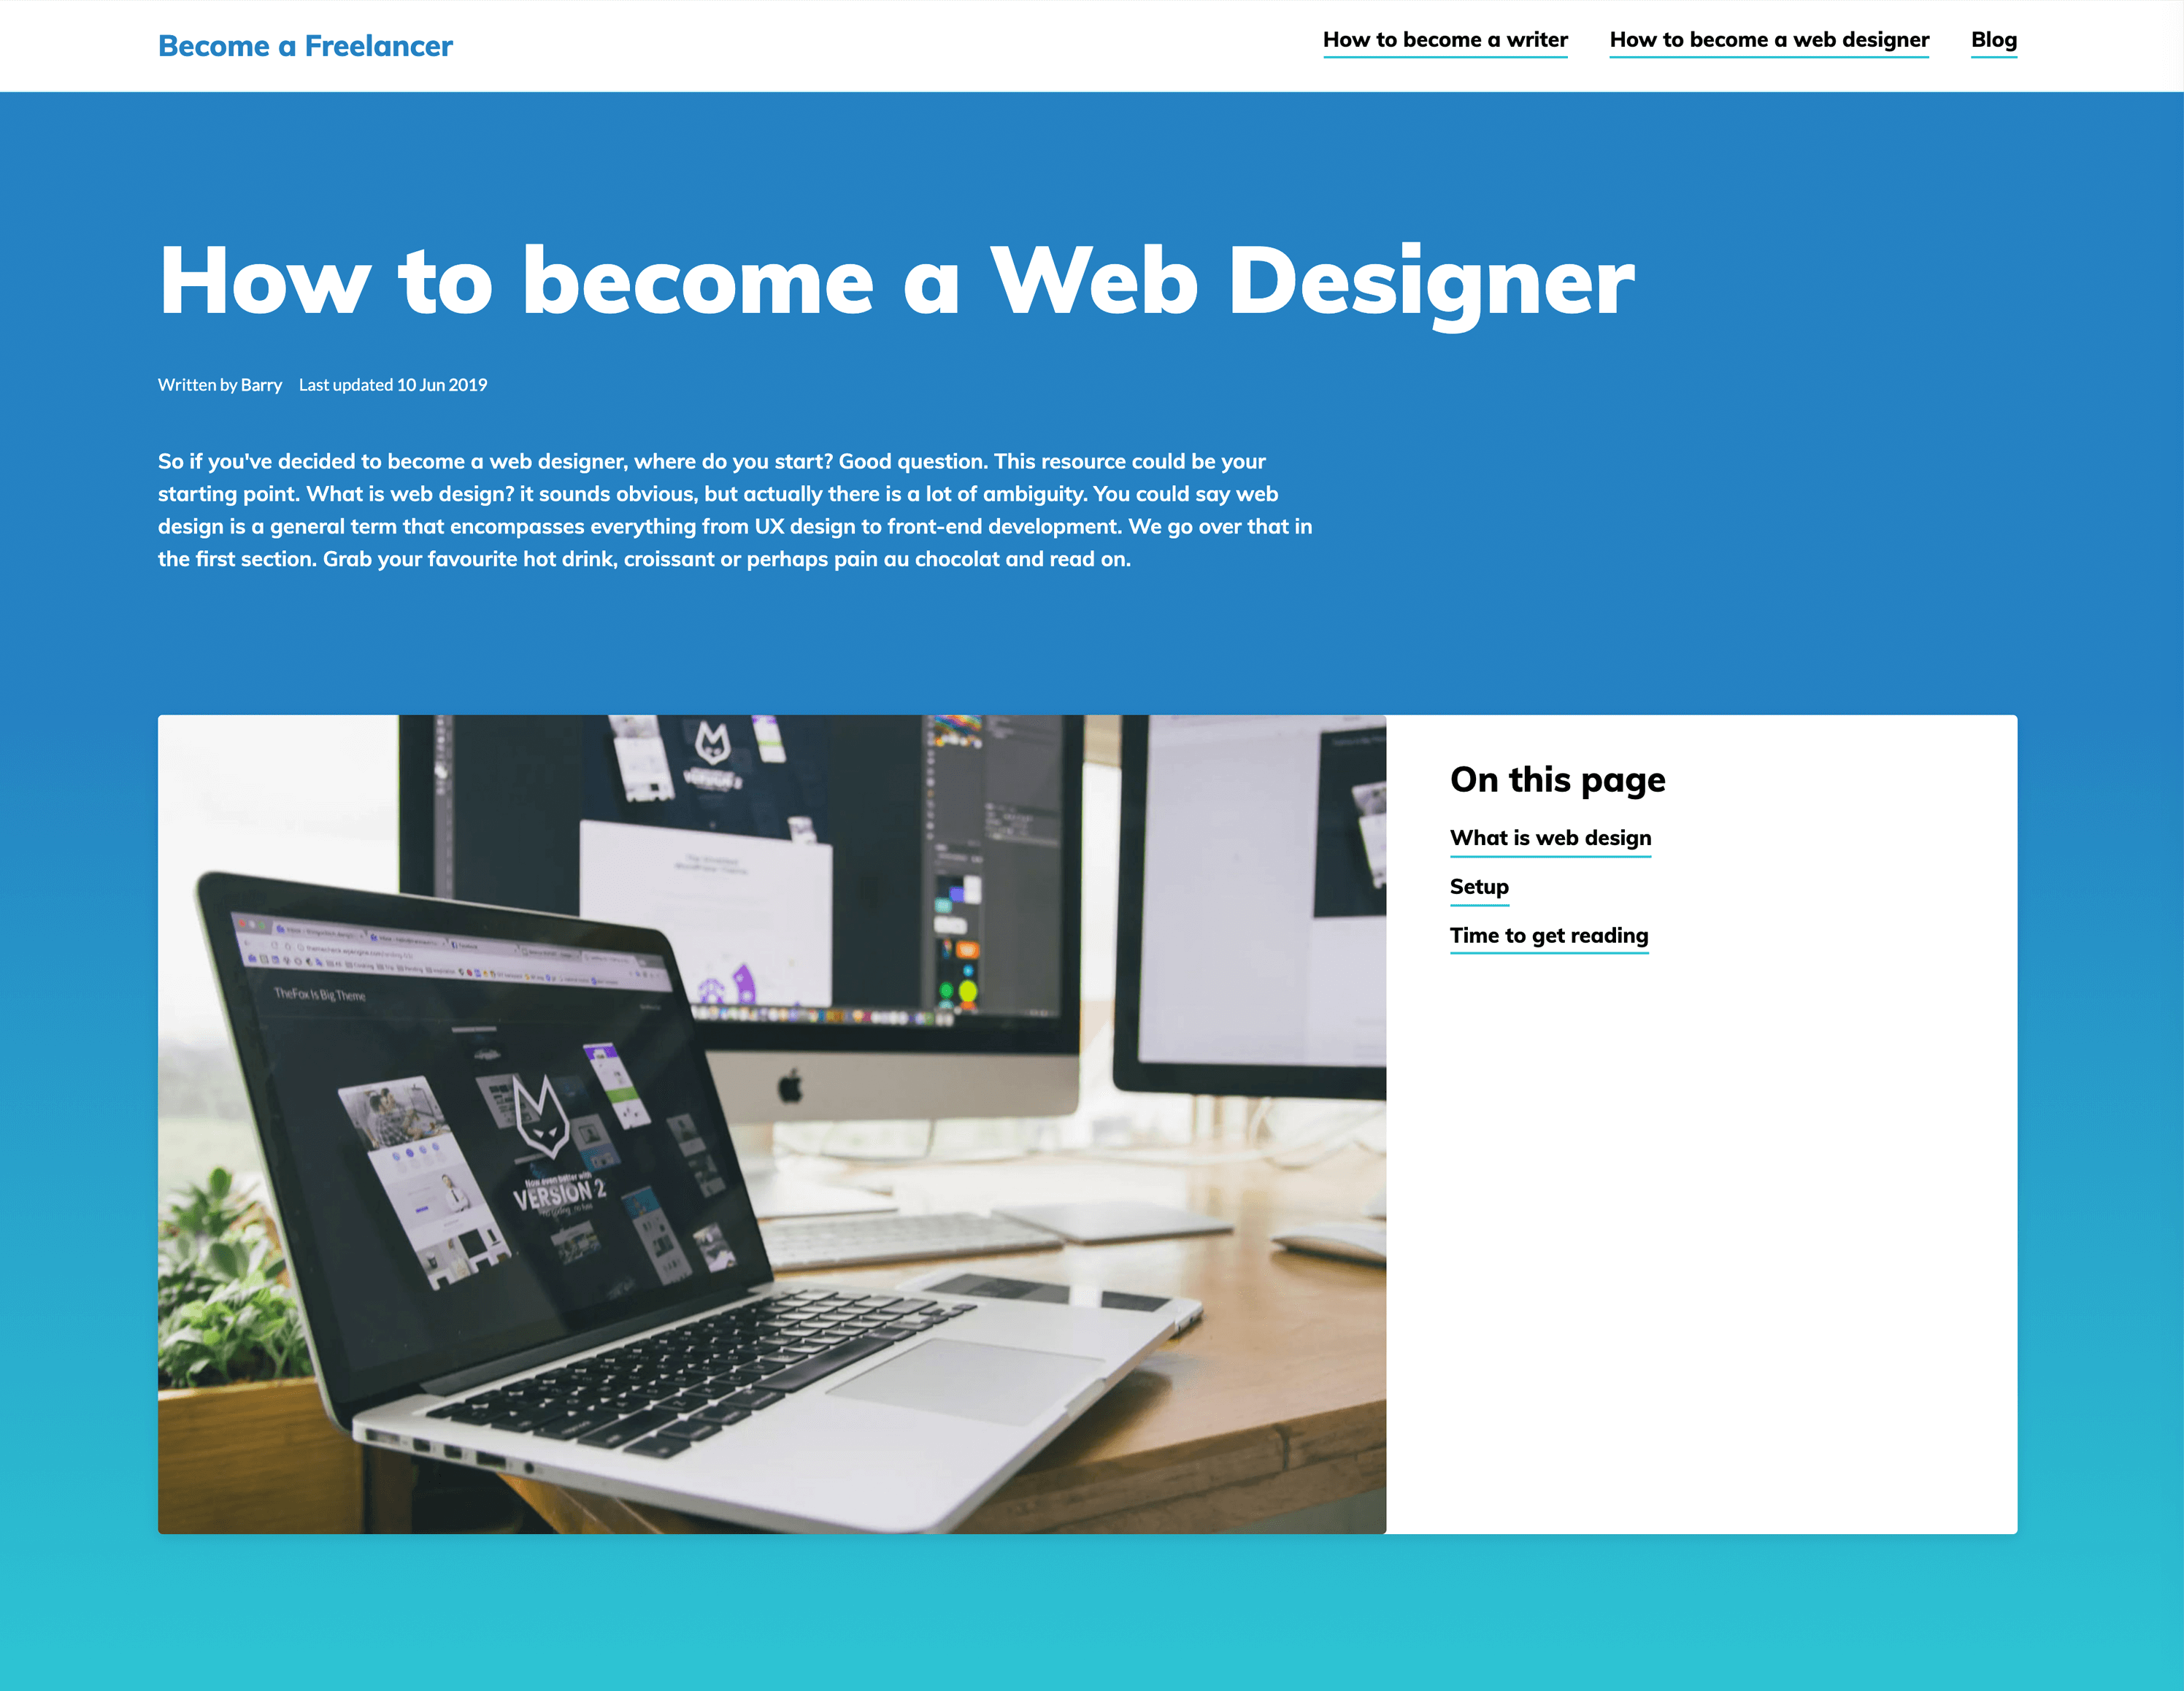 Become a Freelancer
How to become a writer
How to become a web designer
Blog
How to become a Web Designer
Written by Barry Last updated 10 Jun 2019
So if you've decided to become a web designer, where do you start? Good question. This resource could be your
starting point. What is web design? it sounds obvious, but actually there is a lot of ambiguity. You could say web
design is a general term that encompasses everything from UX design to front-end development. We go over that in
the first section. Grab your favourite hot drink, croissant or perhaps pain au chocolat and read on.
VERSION 2
TheFox Is Big Theme
Now even better with
VERSION 2
On this page
What is web design
Setup
Time to get reading